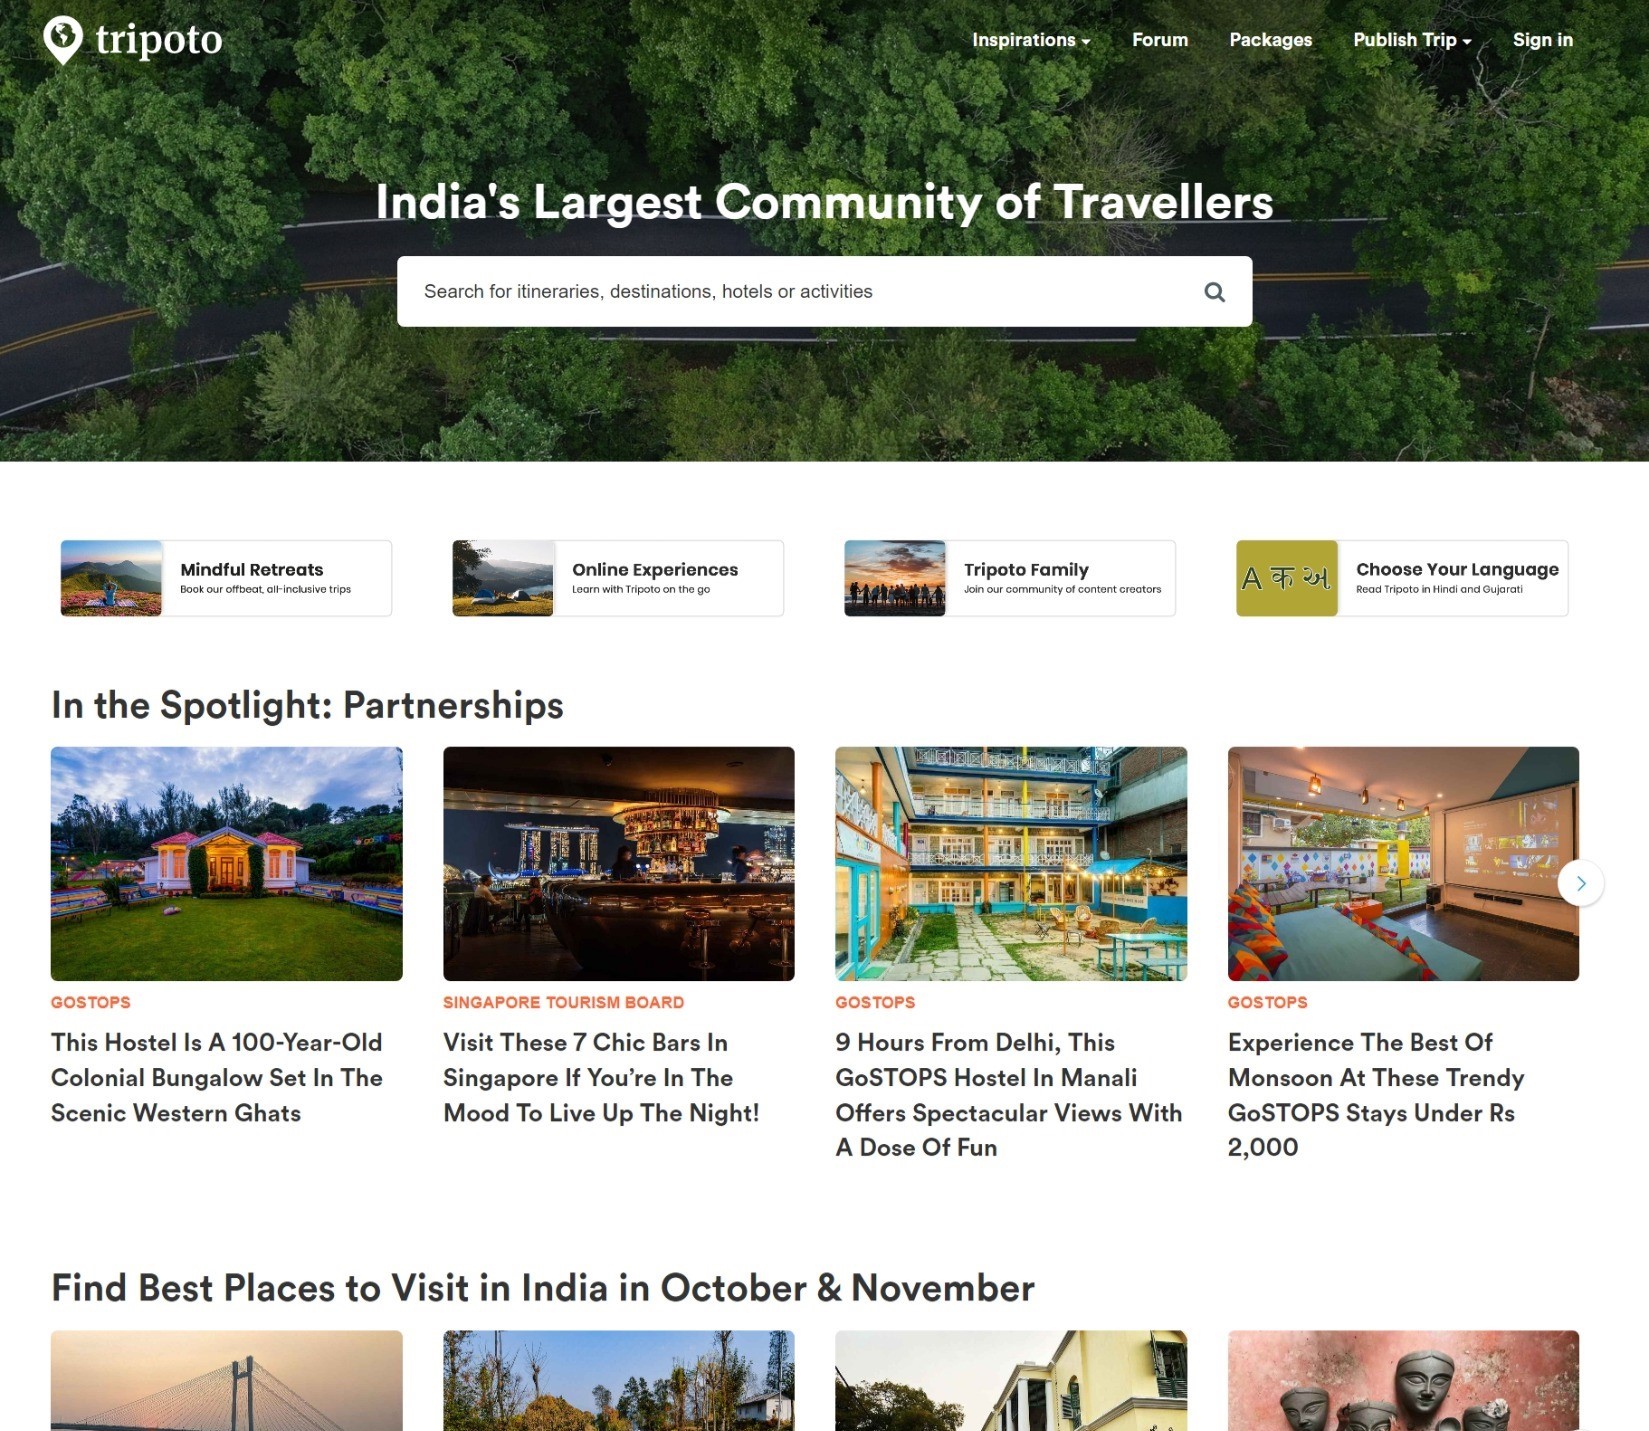 tripoto
Inspirations
Forum
Packages
Publish Trip
Sign in
India's Largest Community of Travellers
Search for itineraries, destinations, hotels or activities
Mindful Retreats
Book our offbeat, all-inclusive trips
Online Experiences
Learn with Tripoto on the go
Tripoto Family
Join our community of content creators
A क અ
Choose Your Language
Read Tripoto in Hindi and Gujarati
In the Spotlight: Partnerships
GOSTOPS
This Hostel Is A 100-Year-Old
Colonial Bungalow Set In The
Scenic Western Ghats
SINGAPORE TOURISM BOARD
Visit These 7 Chic Bars In
Singapore If You’re In The
Mood To Live Up The Night!
GOSTOPS
9 Hours From Delhi, This
GoSTOPS Hostel In Manali
Offers Spectacular Views With
A Dose Of Fun
GOSTOPS
Experience The Best Of
Monsoon At These Trendy
GoSTOPS Stays Under Rs
2,000
Find Best Places to Visit in India in October & November